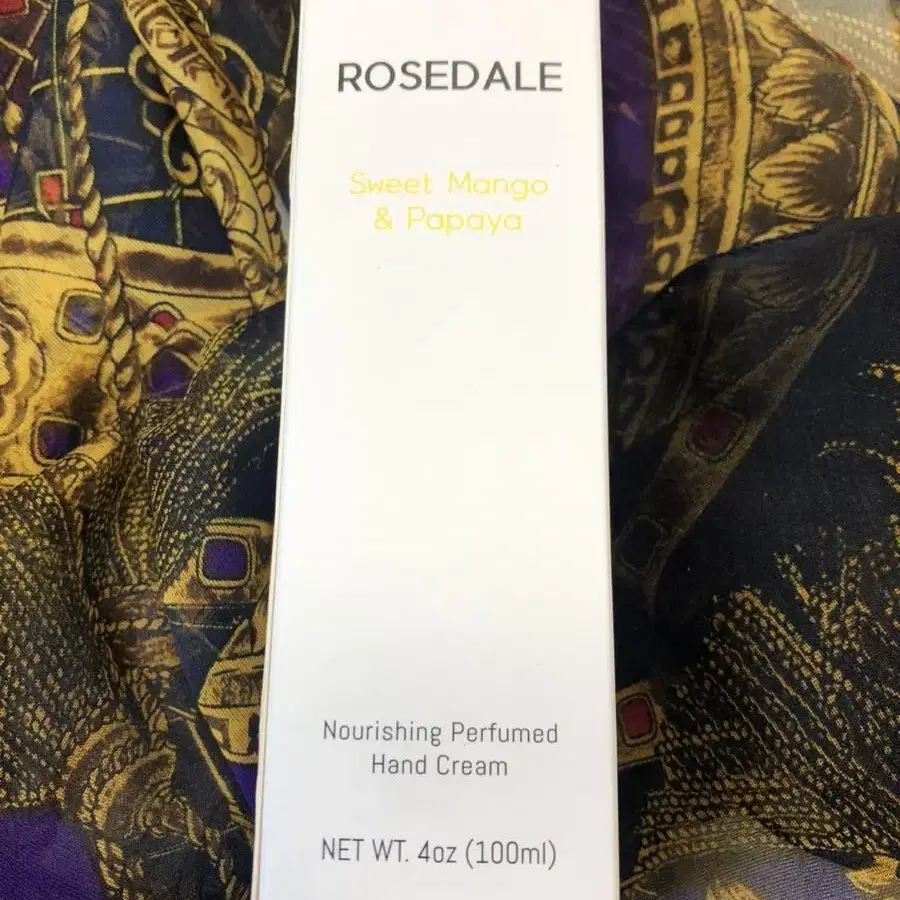 ROSEDALE
Sweet Mango
& Papaya
Nourishing Perfumed
Hand Cream
NET WT. 4oz (100ml)